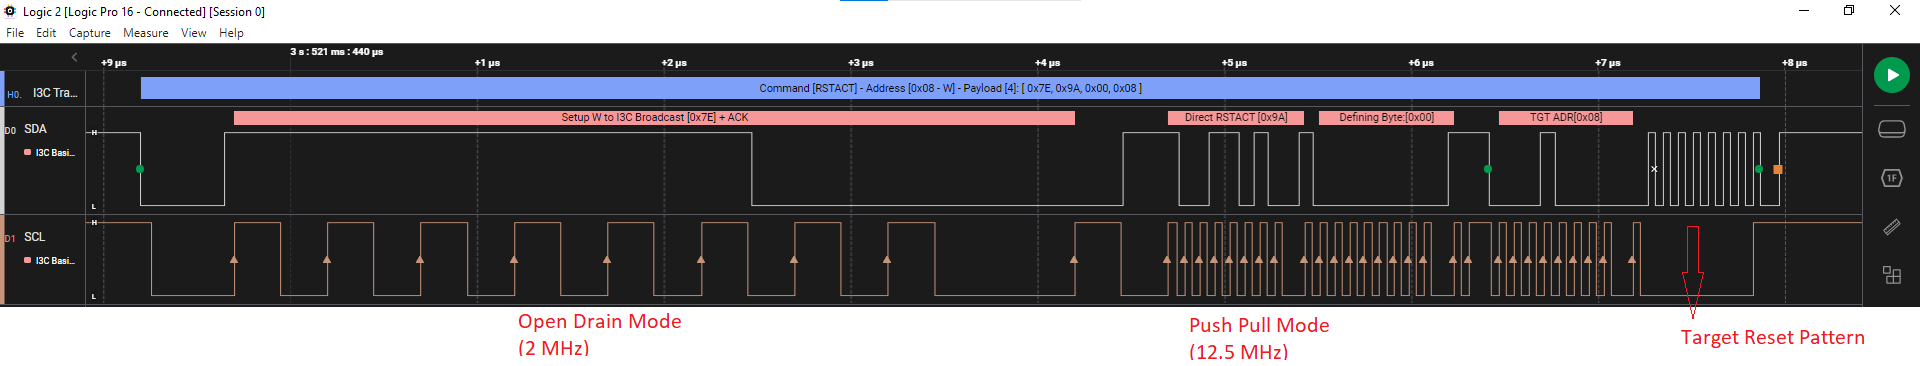 Logic 2 [Logic Pro 16 - Connected] [Session 0]
File Edit Capture Measure View Help
3 s : 521 ms : 440 µs
+9 µs +1 µs +2 µs +3 µs +4 µs +5 µs +6 µs +7 µs +8 µs
H0. I3C Tra... Command [RSTACT] - Address [0x08 - W] - Payload [4]: [ 0x7E, 0x9A, 0x00, 0x08 ]
Setup W to I3C Broadcast [0x7E] + ACK Direct RSTACT [0x9A] Defining Byte:[0x00] TGT ADR[0x08]
D0 SDA H
I3C Basi...
L
H
D1 SCL
I3C Basi...
L
1F
Open Drain Mode
(2 MHz)
Push Pull Mode
(12.5 MHz)
Target Reset Pattern